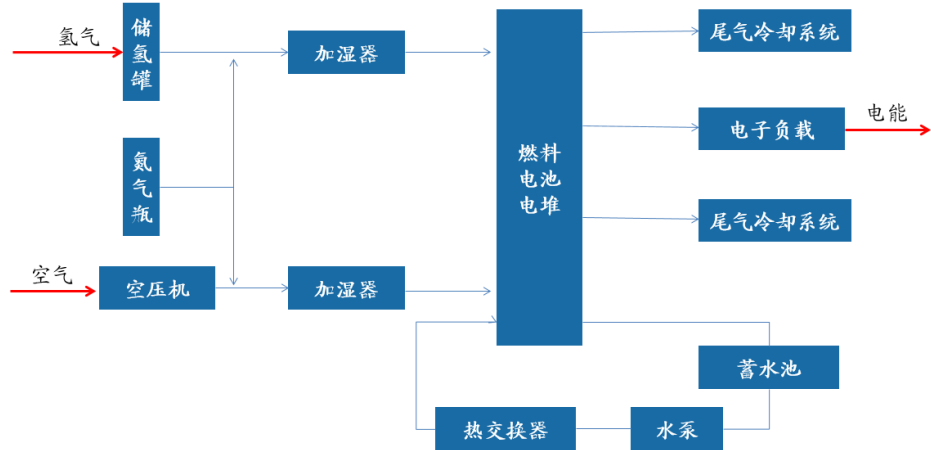 氢气
储
氢
罐
加湿器
尾气冷却系统
电子负载
电能
氮
气
瓶
燃料
电池
电堆
尾气冷却系统
空气
空压机
加湿器
蓄水池
热交换器
水泵